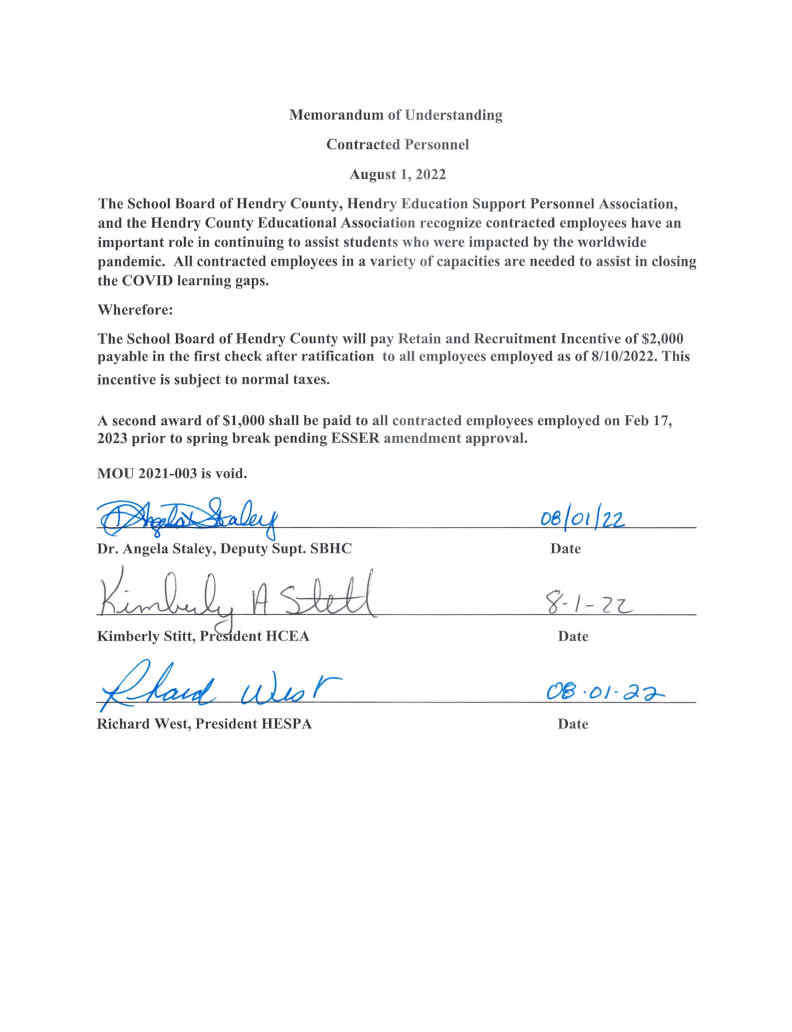 Memorandum of Understanding
Contracted Personnel
August 1, 2022
The School Board of Hendry County, Hendry Education Support Personnel Association,
and the Hendry County Educational Association recognize contracted employees have an
important role in continuing to assist students who were impacted by the worldwide
pandemic.  All contracted employees in a variety of capacities are needed to assist in closing
the COVID learning gaps.
Wherefore:
The School Board of Hendry County will pay Retain and Recruitment Incentive of $2,000
payable in the first check after ratification  to all employees employed as of 8/10/2022. This
incentive is subject to normal taxes.
A second award of $1,000 shall be paid to all contracted employees employed on Feb 17,
2023 prior to spring break pending ESSER amendment approval.
MOU 2021-003 is void.
Angela Staley 08/01/22
Dr. Angela Staley, Deputy Supt. SBHC Date
Kimberly A Stitt 8-1-22
Kimberly Stitt, President HCEA Date
Richard West 08-01-22
Richard West, President HESPA Date